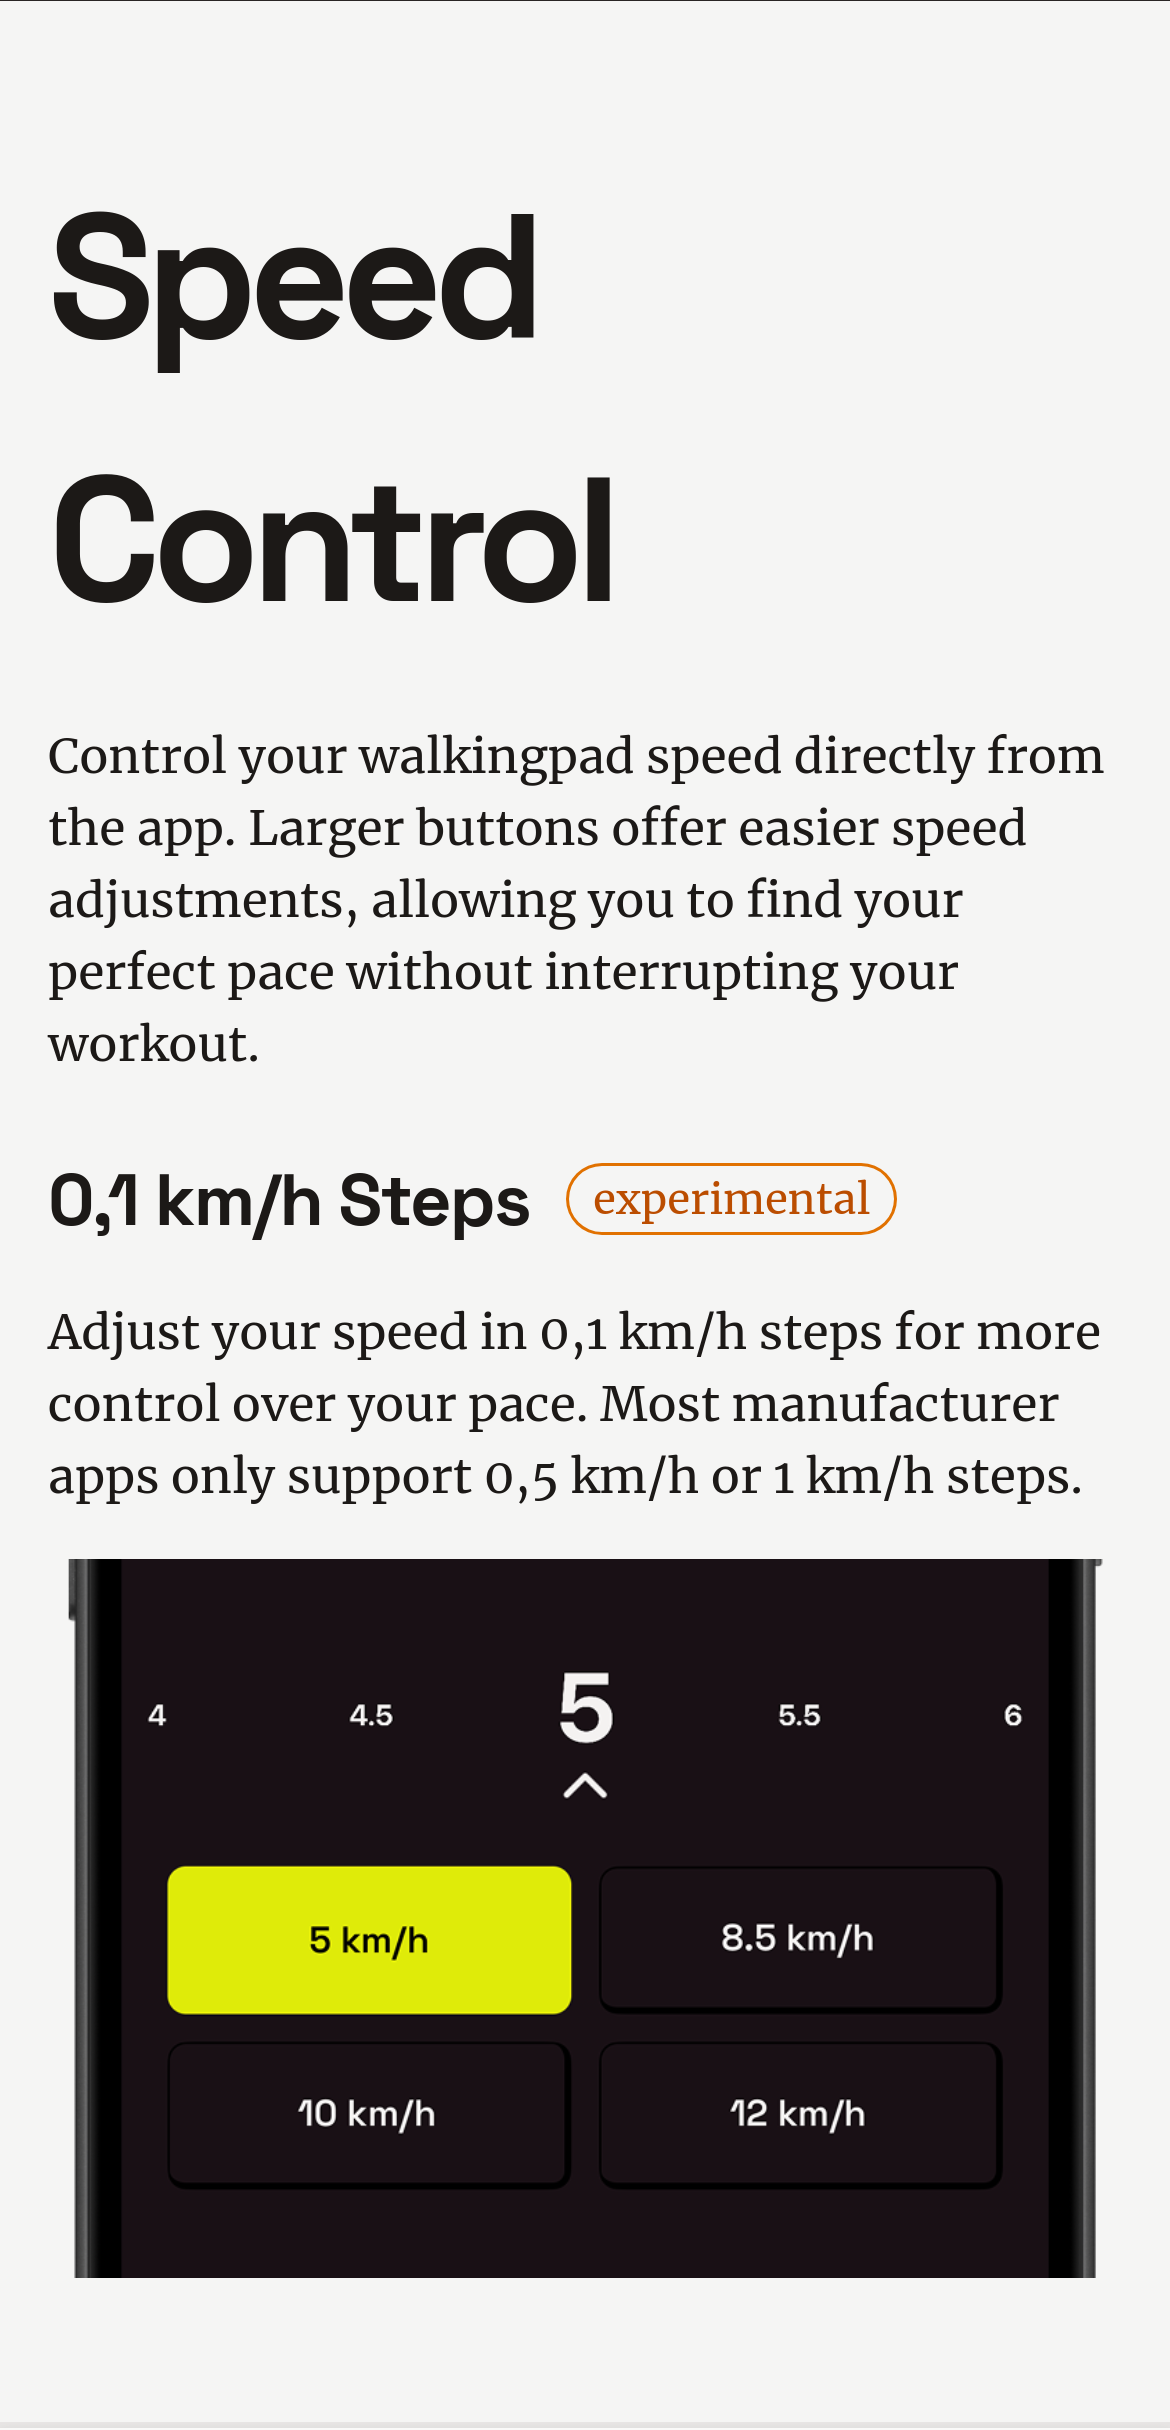 Speed
Control
Control your walkingpad speed directly from
the app. Larger buttons offer easier speed
adjustments, allowing you to find your
perfect pace without interrupting your
workout.
0,1 km/h Steps experimental
Adjust your speed in 0,1 km/h steps for more
control over your pace. Most manufacturer
apps only support 0,5 km/h or 1 km/h steps.
4 4.5 5 5.5 6
5 km/h 8.5 km/h
10 km/h 12 km/h